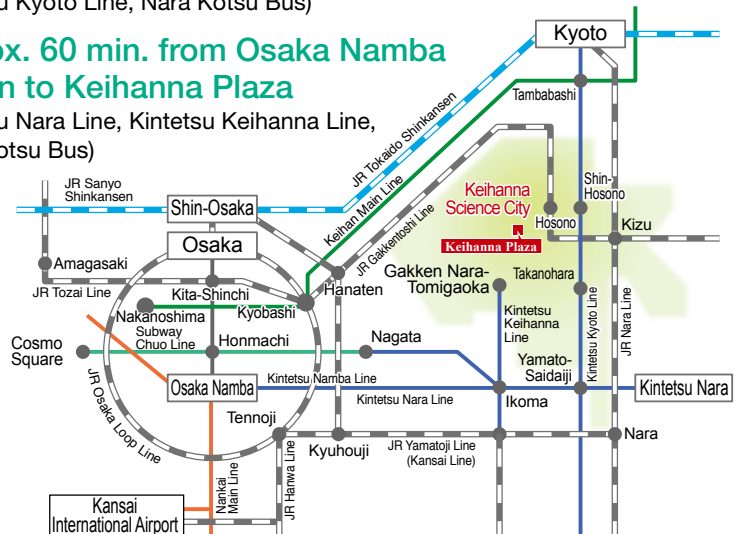 u Kyoto Line, Nara Kotsu Bus)
ox. 60 min. from Osaka Namba
n to Keihanna Plaza
u Nara Line, Kintetsu Keihanna Line,
otsu Bus)
Kyoto
Tambabashi
JR Tokaido Shinkansen
JR Sanyo
Shinkansen
Shin-Osaka
Keihan Main Line
JR Gakkentoshi Line
Keihanna
Science City
Shin-
Hosono
Hosono
Kizu
Keihanna Plaza
Osaka
Amagasaki
JR Tozai Line
Kita-Shinchi
Hanaten
Gakken Nara-
Tomigaoka
Takanohara
Nakanoshima
Kyobashi
Subway
Chuo Line
Kintetsu
Keihanna
Line
Kintetsu Kyoto Line
JR Nara Line
Cosmo
Square
Honmachi
Nagata
Yamato-
Saidaiji
Osaka Namba
Kintetsu Namba Line
Kintetsu Nara Line
Ikoma
Kintetsu Nara
JR Osaka Loop Line
Tennoji
Kyuhouji
JR Yamatoji Line
(Kansai Line)
Nara
Nankai
Main Line
JR Hanwa Line
Kansai
International Airport